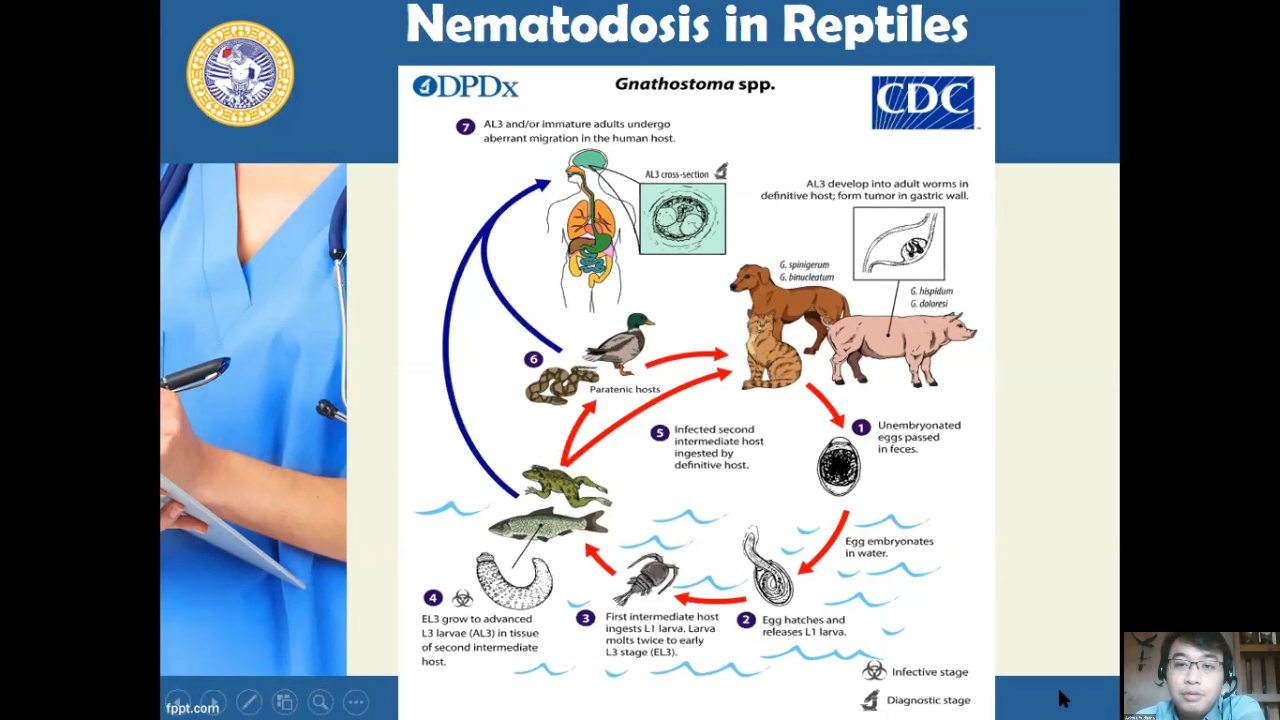 Nematodosis in Reptiles
DPDx
Gnathostoma spp.
CDC
7
AL3 and/or immature adults undergo
aberrant migration in the human host.
AL3 cross-section
AL3 develop into adult worms in
definitive host; form tumor in gastric wall.
G. spinigerum
G. binucleatum
G. hispidum
G. doloresi
6
Paratenic hosts
5
Infected second
intermediate host
ingested by
definitive host.
1
Unembryonated
eggs passed
in feces.
Egg embryonates
in water.
4
EL3 grow to advanced
L3 larvae (AL3) in tissue
of second intermediate
host.
3
First intermediate host
ingests L1 larva. Larva
molts twice to early
L3 stage (EL3).
2
Egg hatches and
releases L1 larva.
Infective stage
Diagnostic stage
fppt.com